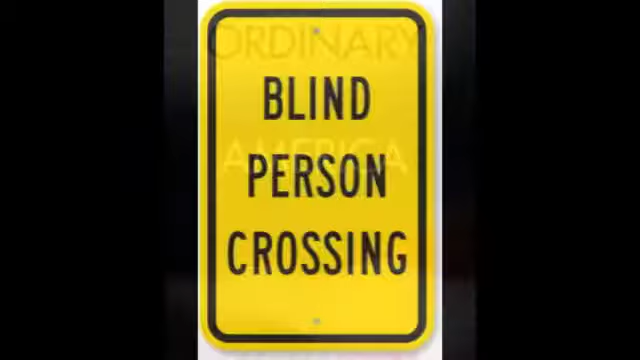 ORDINARY
BLIND
AMERICA
PERSON
CROSSING